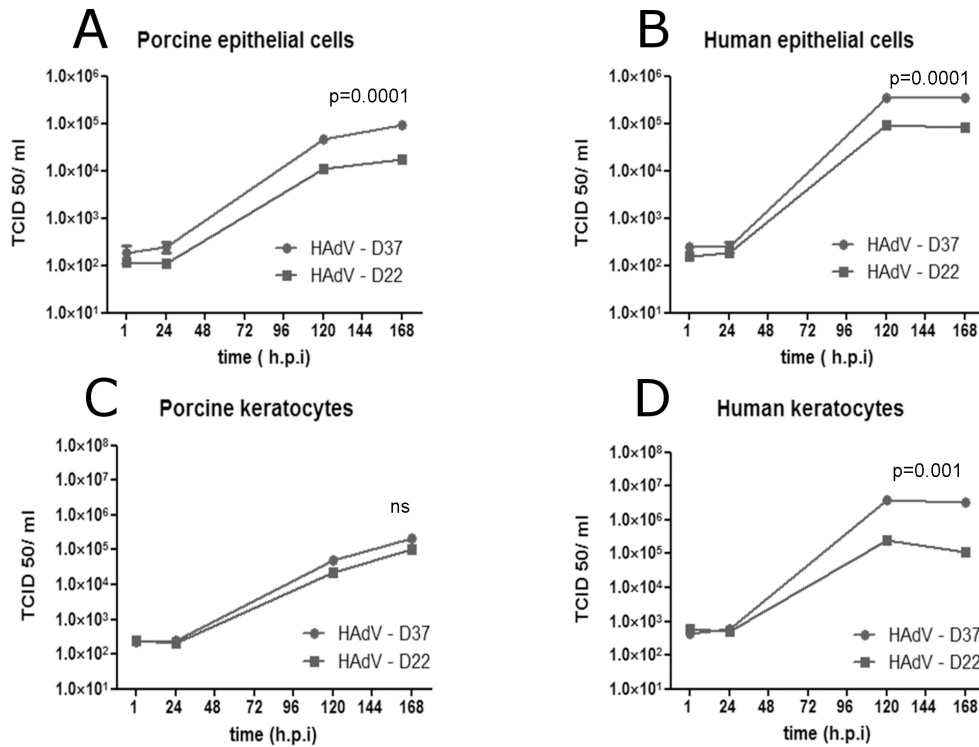 A
Porcine epithelial cells
TCID 50/ ml
1.0×10⁶
1.0×10⁵
1.0×10⁴
1.0×10³
1.0×10²
1.0×10¹
p=0.0001
HAdV - D37
HAdV - D22
1 24 48 72 96 120 144 168
time ( h.p.i)
B
Human epithelial cells
TCID 50/ ml
1.0×10⁶
1.0×10⁵
1.0×10⁴
1.0×10³
1.0×10²
1.0×10¹
p=0.0001
HAdV - D37
HAdV - D22
1 24 48 72 96 120 144 168
time ( h.p.i)
C
Porcine keratocytes
TCID 50/ ml
1.0×10⁸
1.0×10⁷
1.0×10⁶
1.0×10⁵
1.0×10⁴
1.0×10³
1.0×10²
1.0×10¹
ns
HAdV - D37
HAdV - D22
1 24 48 72 96 120 144 168
time (h.p.i)
D
Human keratocytes
TCID 50/ ml
1.0×10⁸
1.0×10⁷
1.0×10⁶
1.0×10⁵
1.0×10⁴
1.0×10³
1.0×10²
1.0×10¹
p=0.001
HAdV - D37
HAdV - D22
1 24 48 72 96 120 144 168
time (h.p.i)